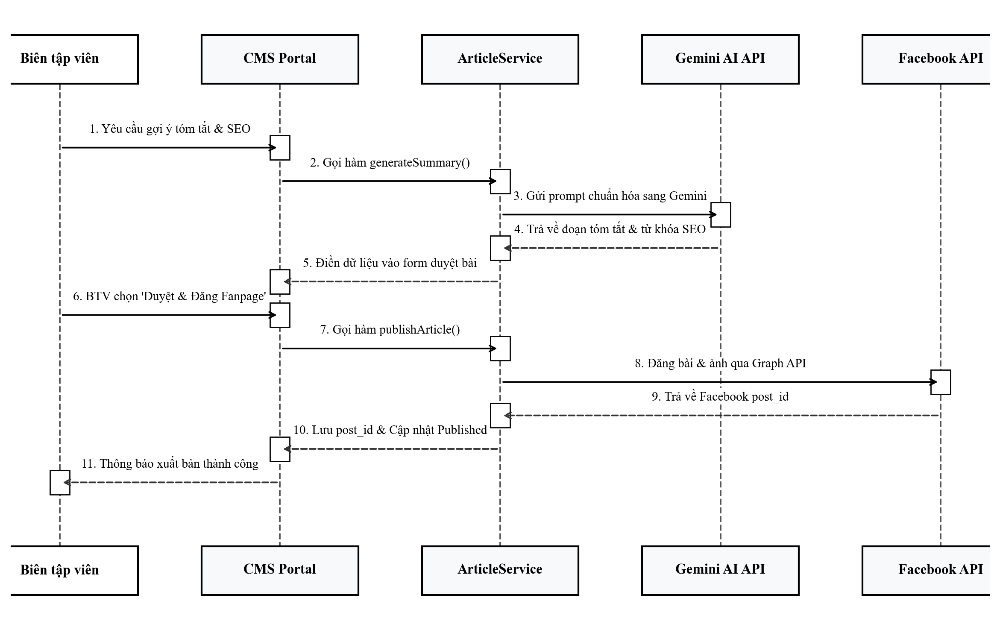 Biên tập viên
CMS Portal
ArticleService
Gemini AI API
Facebook API
1. Yêu cầu gợi ý tóm tắt & SEO
2. Gọi hàm generateSummary()
3. Gửi prompt chuẩn hóa sang Gemini
4. Trả về đoạn tóm tắt & từ khóa SEO
5. Điền dữ liệu vào form duyệt bài
6. BTV chọn 'Duyệt & Đăng Fanpage'
7. Gọi hàm publishArticle()
8. Đăng bài & ảnh qua Graph API
9. Trả về Facebook post_id
10. Lưu post_id & Cập nhật Published
11. Thông báo xuất bản thành công
Biên tập viên
CMS Portal
ArticleService
Gemini AI API
Facebook API